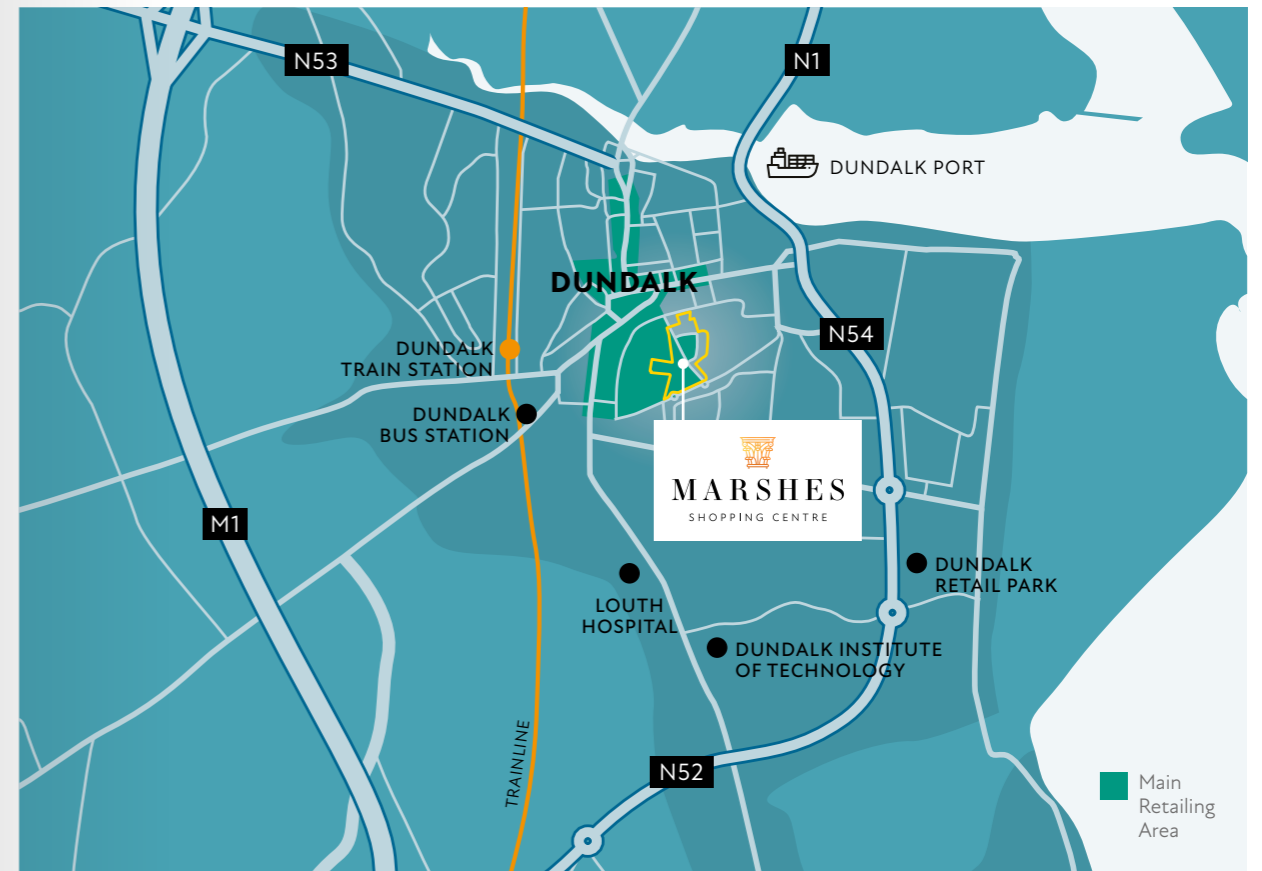 N53
N1
DUNDALK PORT
DUNDALK
N54
DUNDALK
TRAIN STATION
DUNDALK
BUS STATION
MARSHES
SHOPPING CENTRE
M1
DUNDALK
RETAIL PARK
LOUTH
HOSPITAL
DUNDALK INSTITUTE
OF TECHNOLOGY
TRAINLINE
N52
Main
Retailing
Area